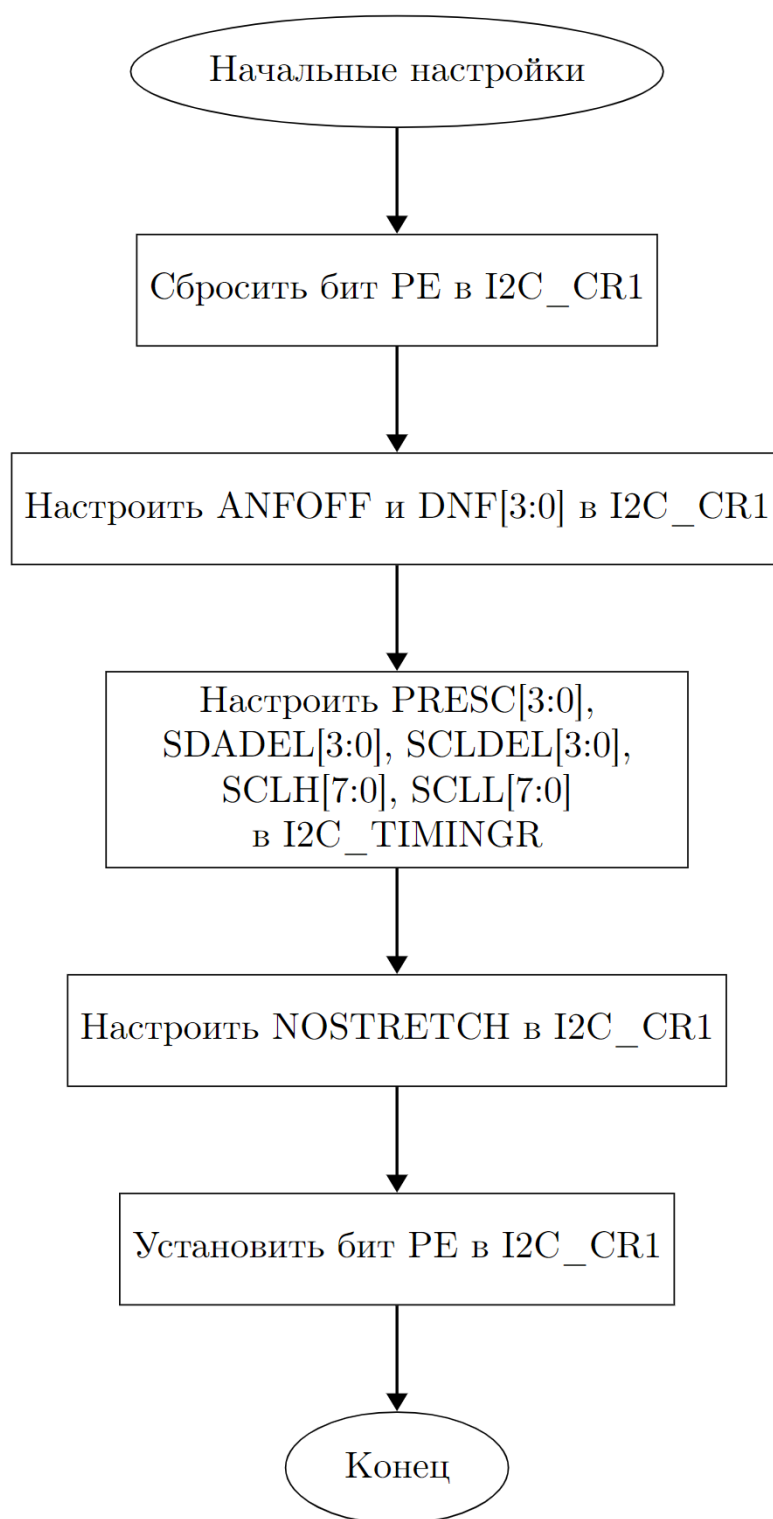 Начальные настройки
Сбросить бит PE в I2C_CR1
Настроить ANFOFF и DNF[3:0] в I2C_CR1
Настроить PRESC[3:0],
SDADEL[3:0], SCLDEL[3:0],
SCLH[7:0], SCLL[7:0]
в I2C_TIMINGR
Настроить NOSTRETCH в I2C_CR1
Установить бит PE в I2C_CR1
Конец